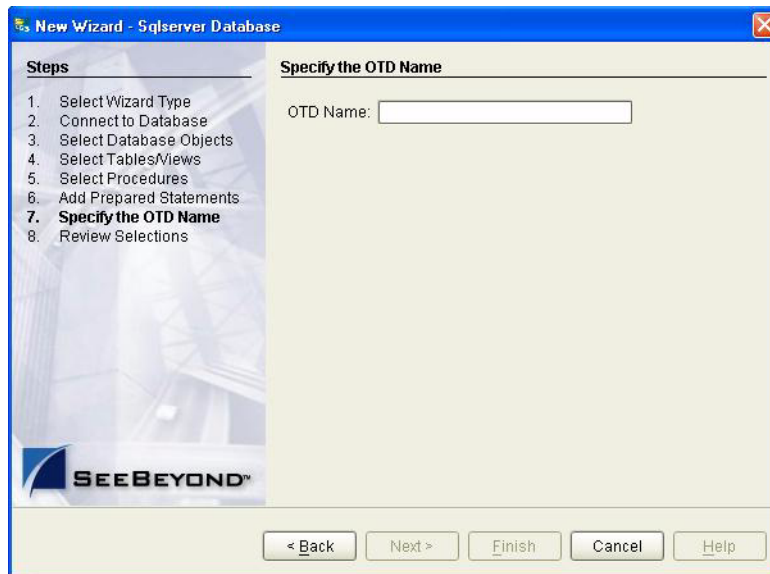 New Wizard - Sqlserver Database
Steps
1. Select Wizard Type
2. Connect to Database
3. Select Database Objects
4. Select Tables/Views
5. Select Procedures
6. Add Prepared Statements
7. Specify the OTD Name
8. Review Selections
SEEBEYOND™
Specify the OTD Name
OTD Name:
< Back Next > Finish Cancel Help